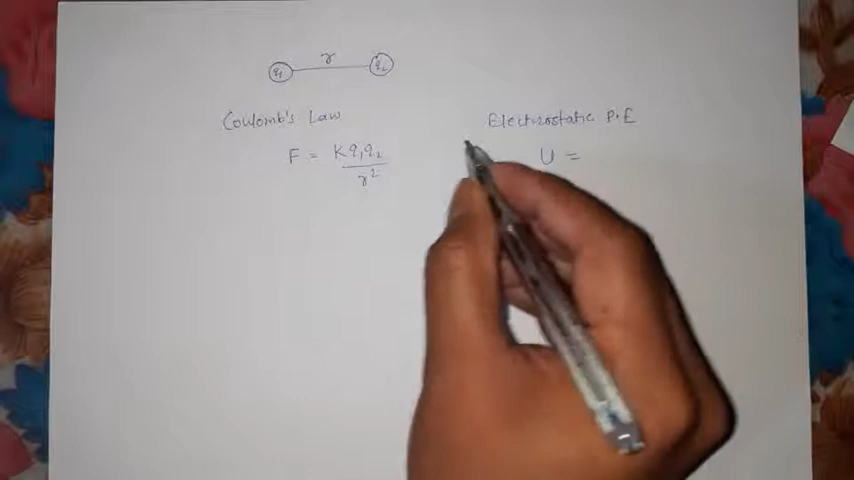 r
q₁ q₂
Coulomb's Law
Electrostatic P.E
F = Kq₁q₂
r²
U =